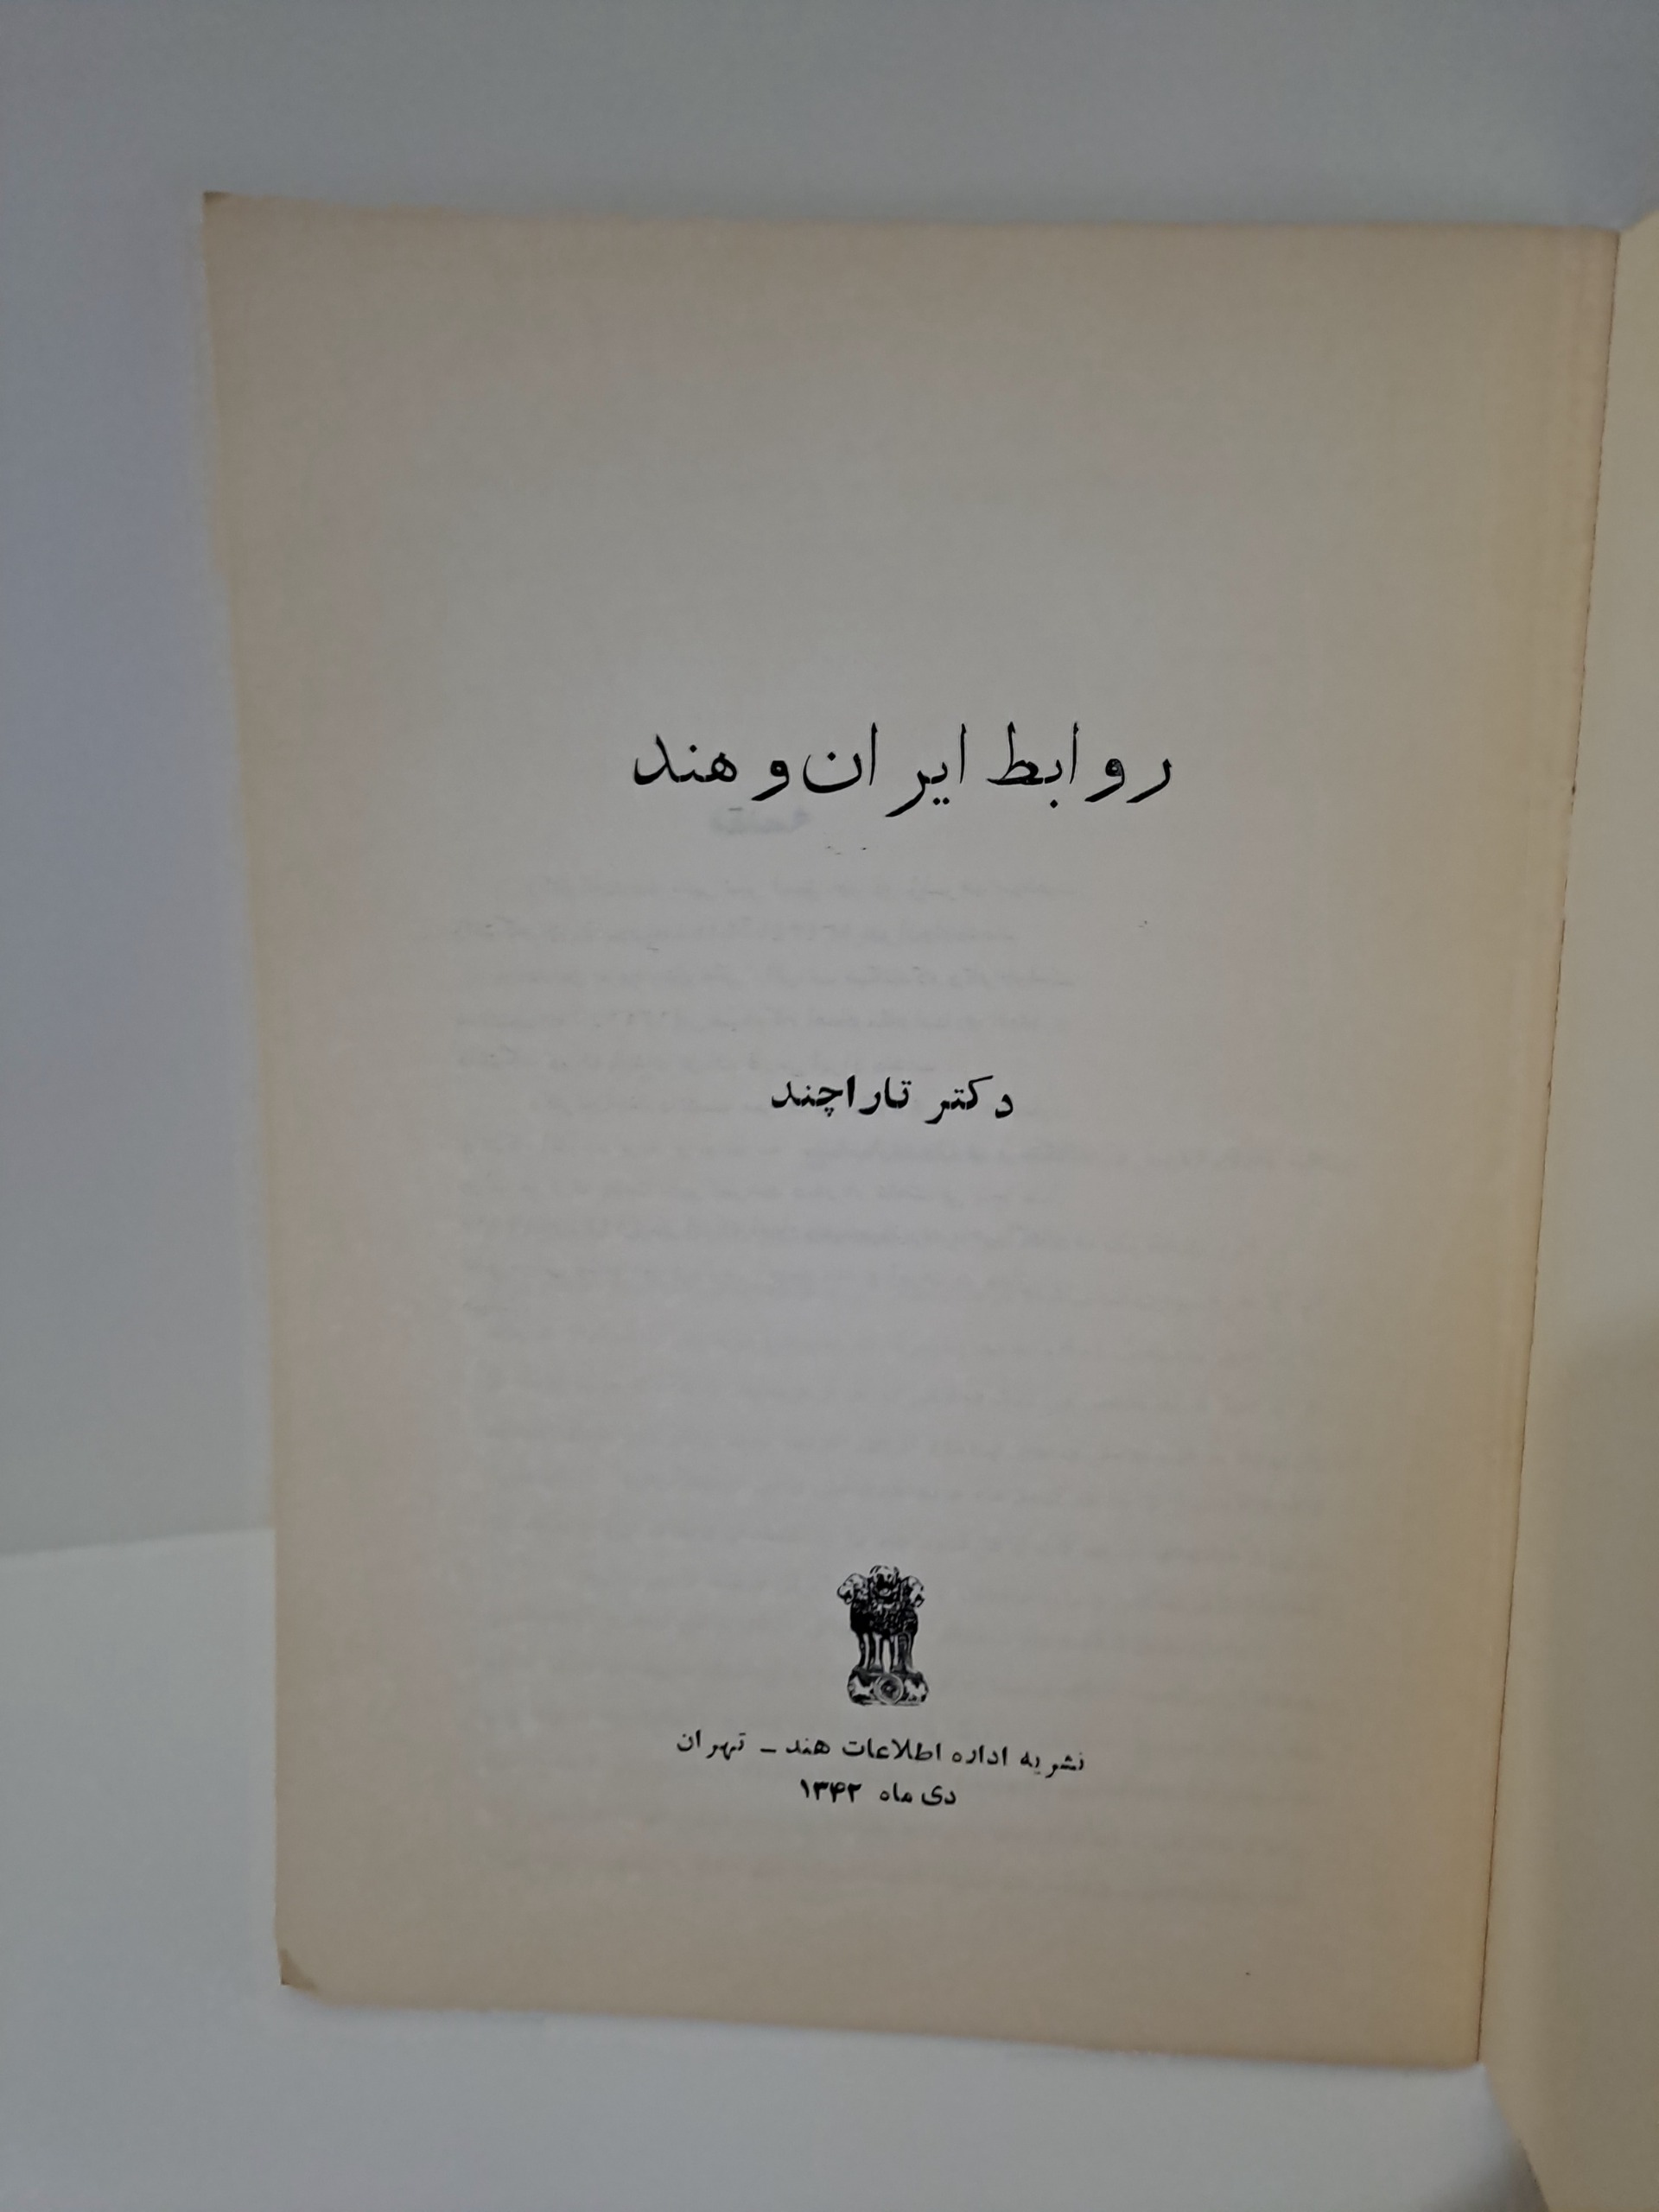 روابط ایران و هند
دکتر تاراچند
نشریه اداره اطلاعات هند ـ تهران
دی ماه ۱۳۴۲